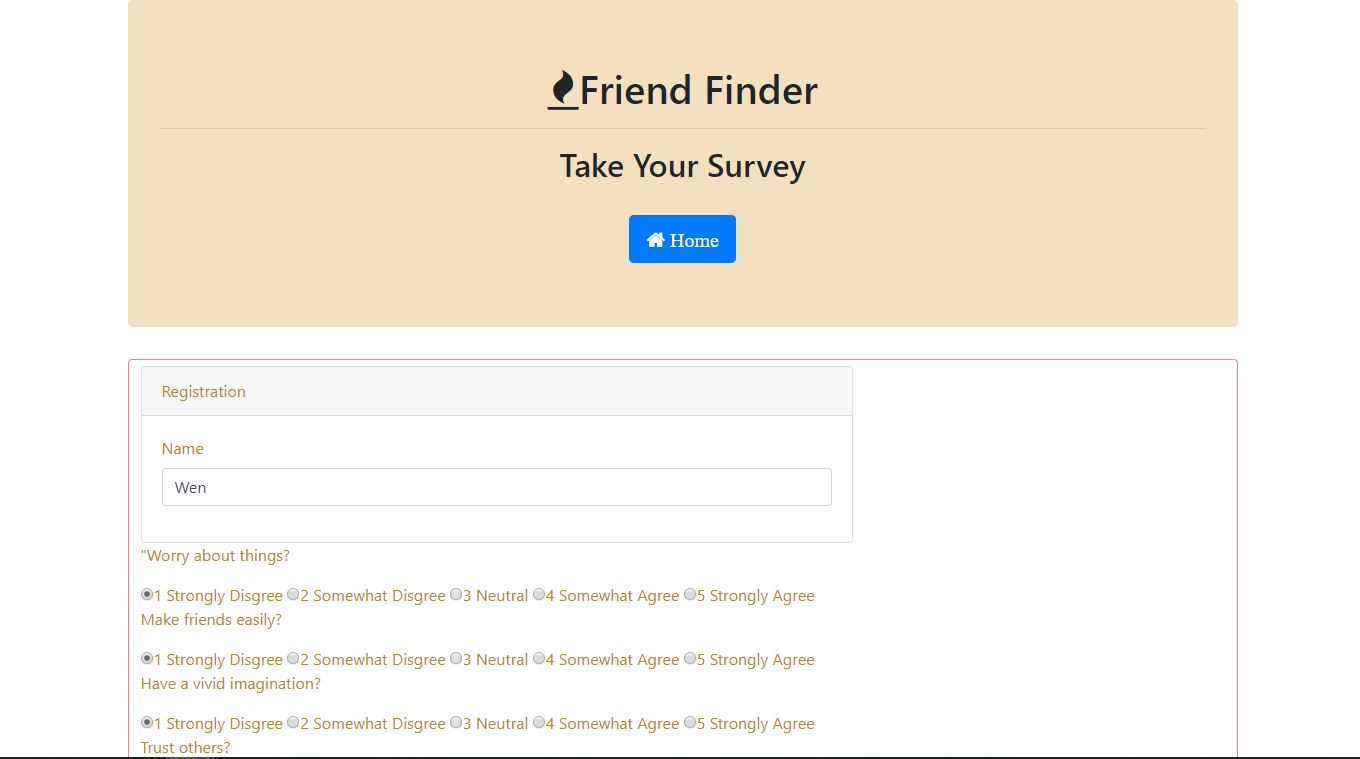 Friend Finder
Take Your Survey
Home
Registration
Name
Wen
"Worry about things?
1 Strongly Disgree 2 Somewhat Disgree 3 Neutral 4 Somewhat Agree 5 Strongly Agree
Make friends easily?
1 Strongly Disgree 2 Somewhat Disgree 3 Neutral 4 Somewhat Agree 5 Strongly Agree
Have a vivid imagination?
1 Strongly Disgree 2 Somewhat Disgree 3 Neutral 4 Somewhat Agree 5 Strongly Agree
Trust others?